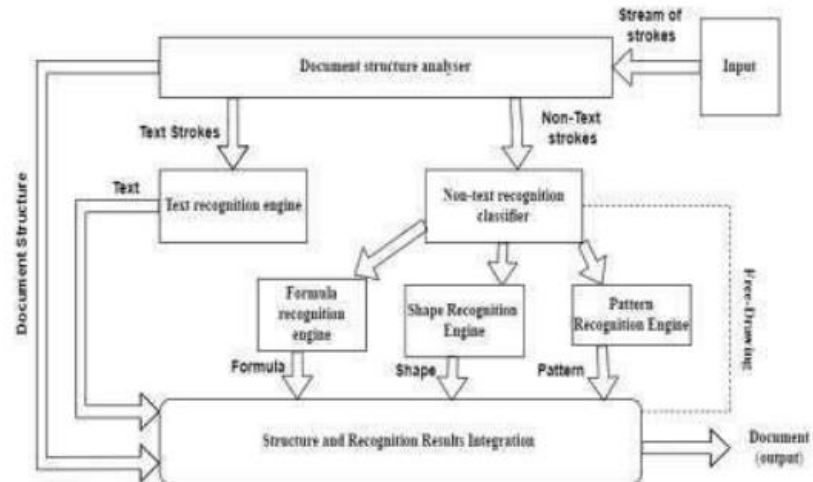 Stream of
strokes
Document structure analyser
Input
Text Strokes
Non-Text
strokes
Text
Text recognition engine
Non-text recognition
classifier
Document Structure
Free-Drawing
Formula
recognition
engine
Shape Recognition
Engine
Pattern
Recognition Engine
Formula
Shape
Pattern
Structure and Recognition Results Integration
Document
(output)